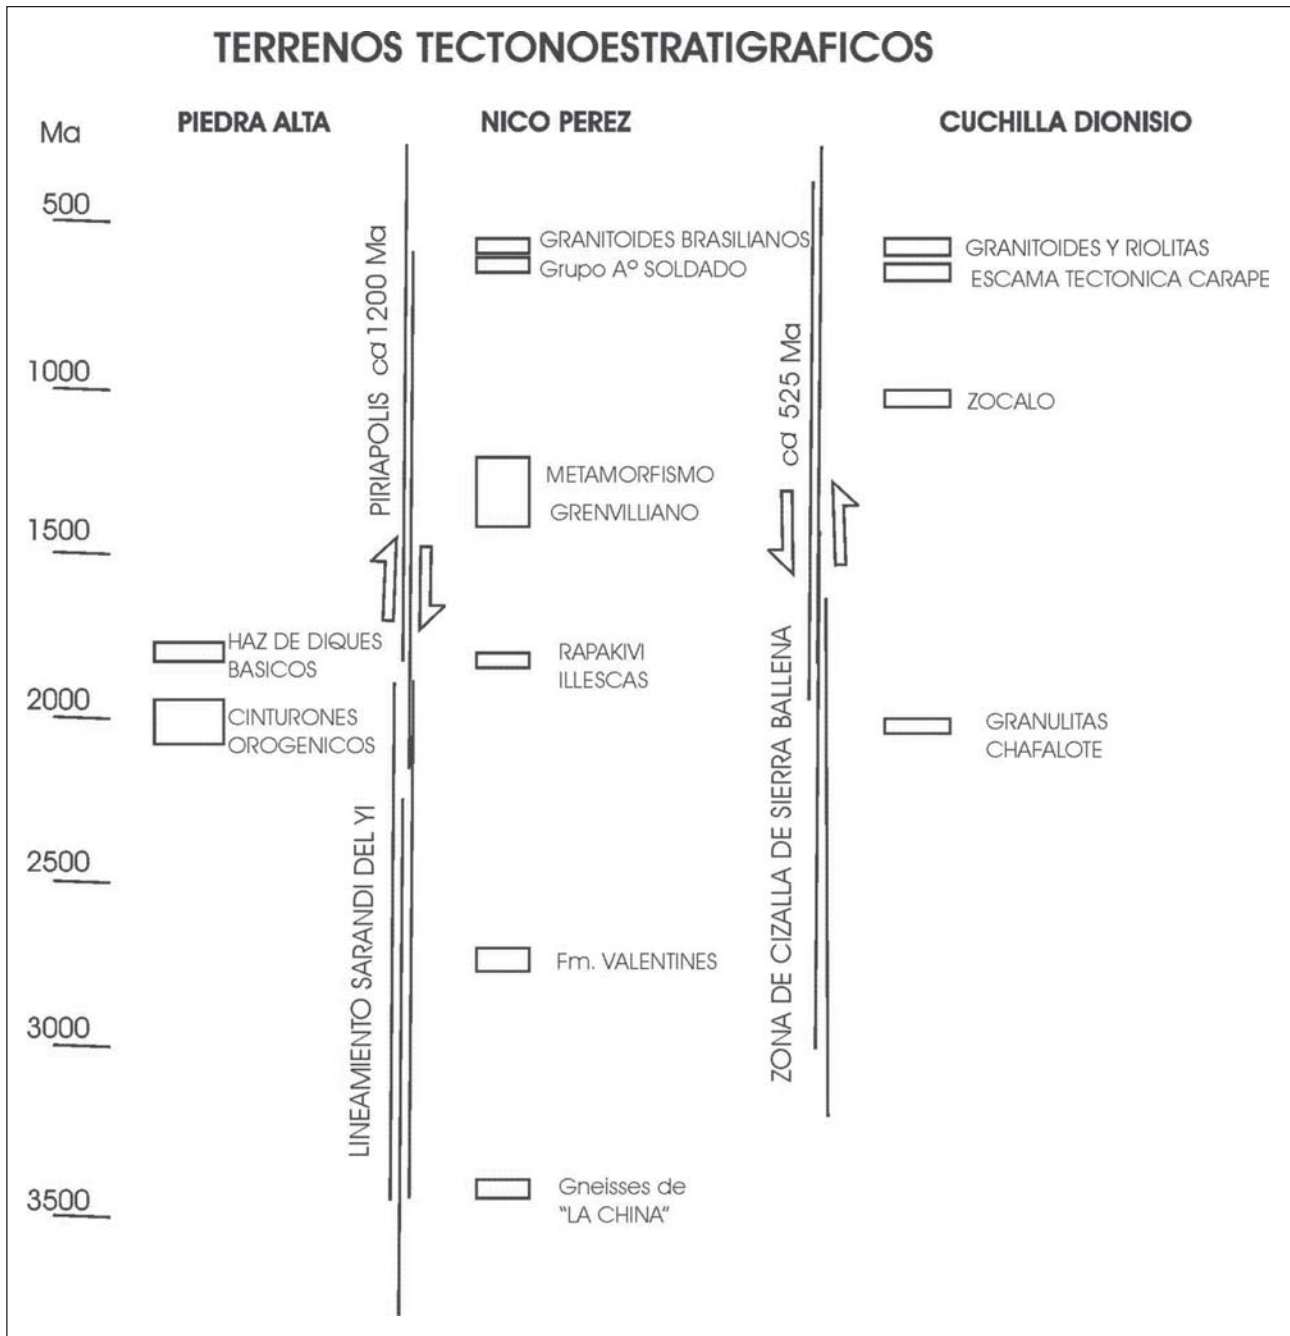 TERRENOS TECTONOESTRATIGRAFICOS
Ma
PIEDRA ALTA
NICO PEREZ
CUCHILLA DIONISIO
500
1000
1500
2000
2500
3000
3500
HAZ DE DIQUES
BASICOS
CINTURONES
OROGENICOS
PIRIAPOLIS ca 1200 Ma
LINEAMIENTO SARANDI DEL YI
GRANITOIDES BRASILIANOS
Grupo Aº SOLDADO
METAMORFISMO
GRENVILLIANO
RAPAKIVI
ILLESCAS
Fm. VALENTINES
Gneisses de
"LA CHINA"
ca 525 Ma
ZONA DE CIZALLA DE SIERRA BALLENA
GRANITOIDES Y RIOLITAS
ESCAMA TECTONICA CARAPE
ZOCALO
GRANULITAS
CHAFALOTE